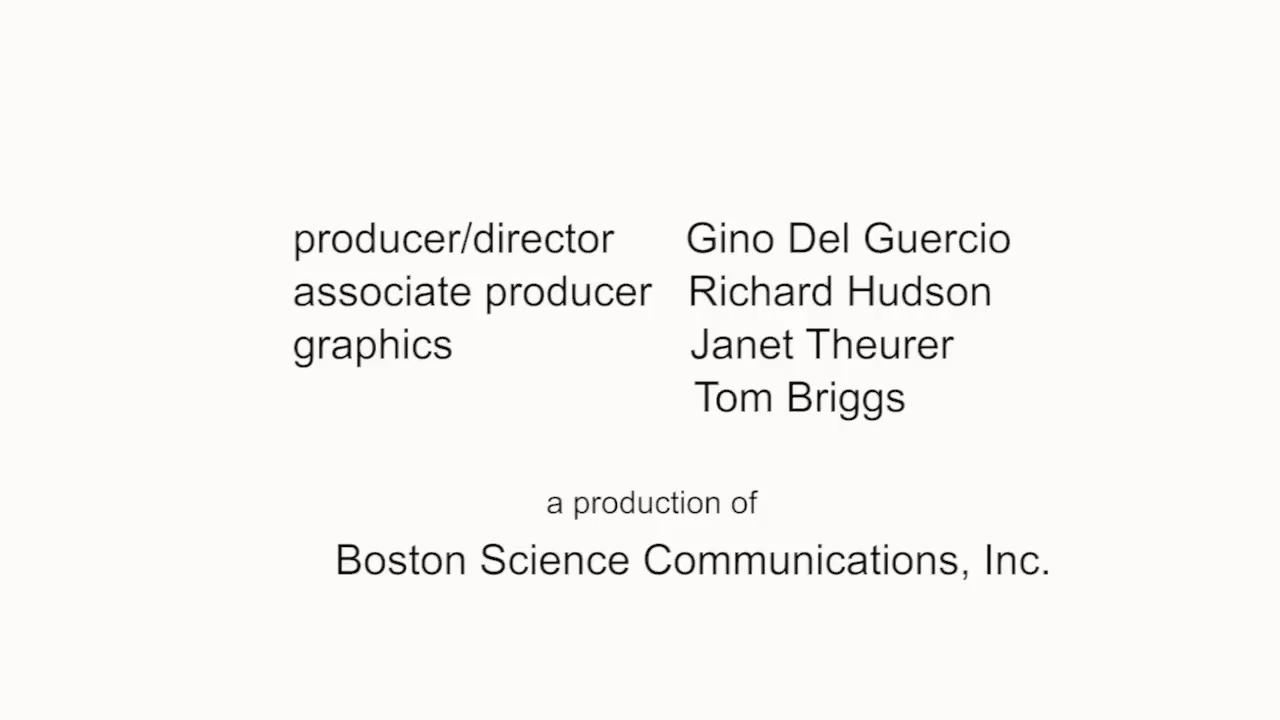 producer/director Gino Del Guercio
associate producer Richard Hudson
graphics Janet Theurer
Tom Briggs
a production of
Boston Science Communications, Inc.